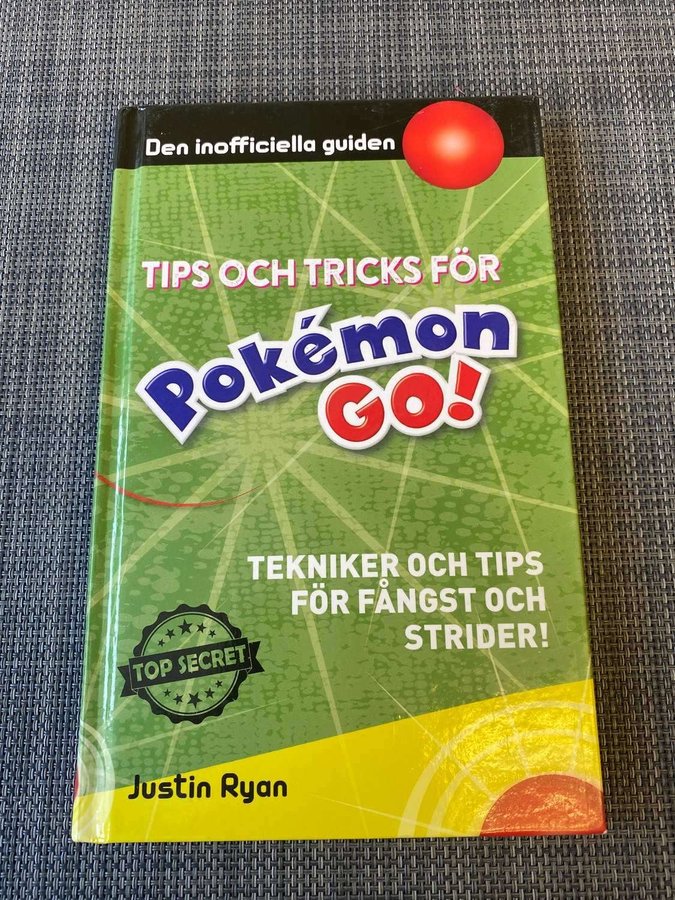 Den inofficiella guiden
TIPS OCH TRICKS FÖR
Pokémon
GO!
TEKNIKER OCH TIPS
FÖR FÅNGST OCH
STRIDER!
TOP SECRET
Justin Ryan